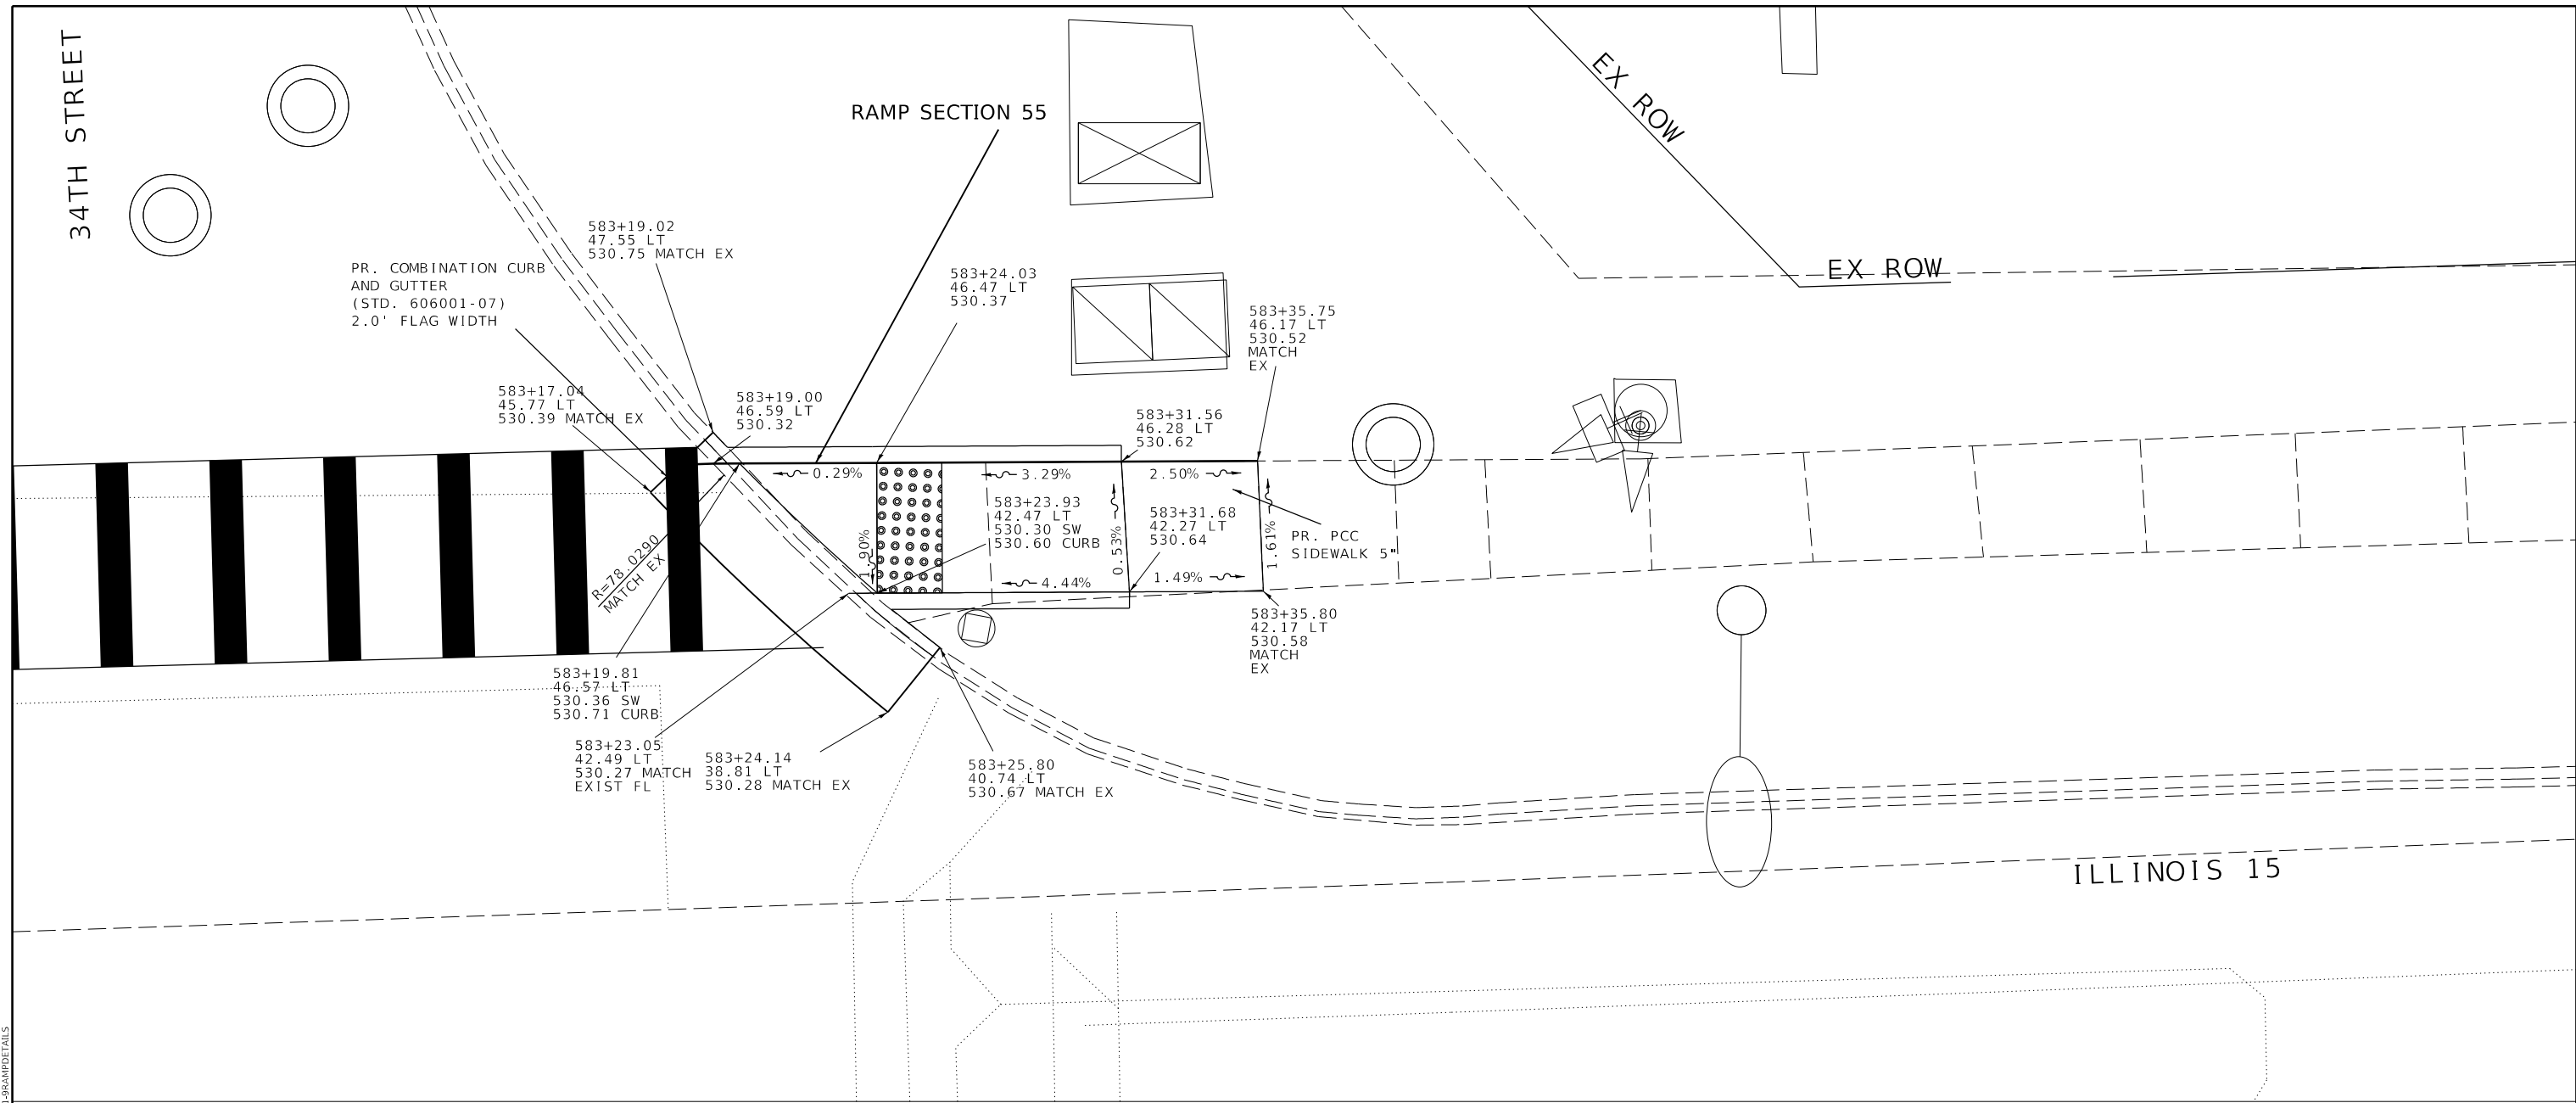 34TH STREET
RAMP SECTION 55
EX ROW
EX ROW
583+19.02
47.55 LT
530.75 MATCH EX
PR. COMBINATION CURB
AND GUTTER
(STD. 606001-07)
2.0' FLAG WIDTH
583+24.03
46.47 LT
530.37
583+35.75
46.17 LT
530.52
MATCH
EX
583+17.04
45.77 LT
530.39 MATCH EX
583+19.00
46.59 LT
530.32
583+31.56
46.28 LT
530.62
0.29%
3.29%
2.50%
583+23.93
42.47 LT
530.30 SW
530.60 CURB
583+31.68
42.27 LT
530.64
1.90%
0.53%
1.61%
PR. PCC
SIDEWALK 5"
4.44%
1.49%
R=78.0290
MATCH EX
583+35.80
42.17 LT
530.58
MATCH
EX
583+19.81
46.57 LT
530.36 SW
530.71 CURB
583+23.05
42.49 LT
530.27 MATCH
EXIST FL
583+24.14
38.81 LT
530.28 MATCH EX
583+25.80
40.74 LT
530.67 MATCH EX
ILLINOIS 15